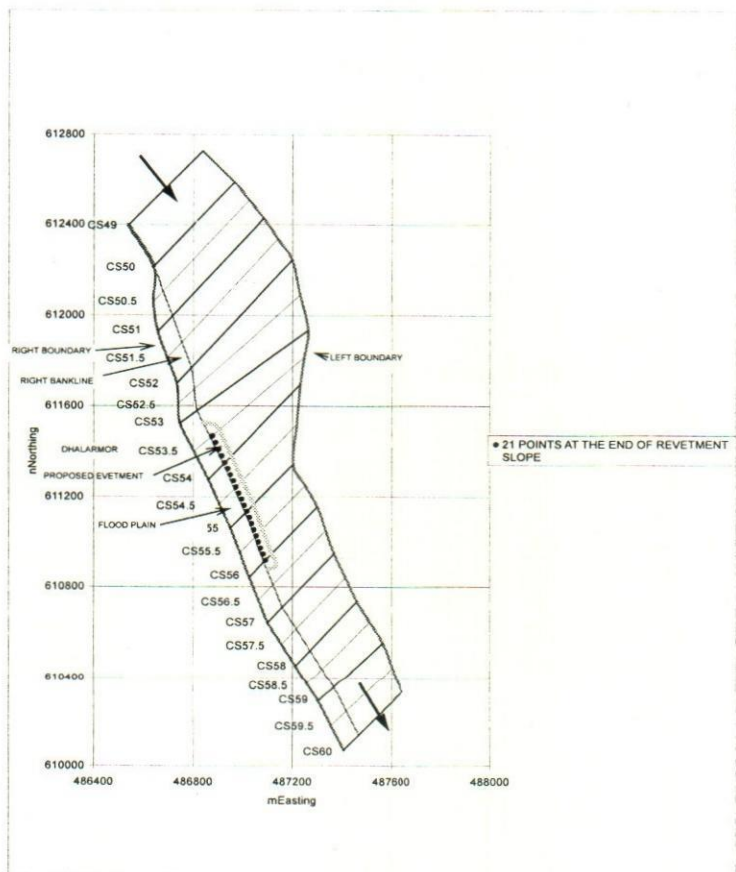 612800
612400
CS49
CS50
612000
CS50.5
CS51
RIGHT BOUNDARY
CS51.5
LEFT BOUNDARY
RIGHT BANKLINE
CS52
611600
CS52.5
CS53
DHALARMOR
CS53.5
• 21 POINTS AT THE END OF REVETMENT
SLOPE
nNorthing
PROPOSED EVETMENT
CS54
611200
CS54.5
FLOOD PLAIN
55
CS55.5
610800
CS56
CS56.5
CS57
CS57.5
CS58
610400
CS58.5
CS59
CS59.5
CS60
610000
486400
486800
487200
487600
488000
mEasting